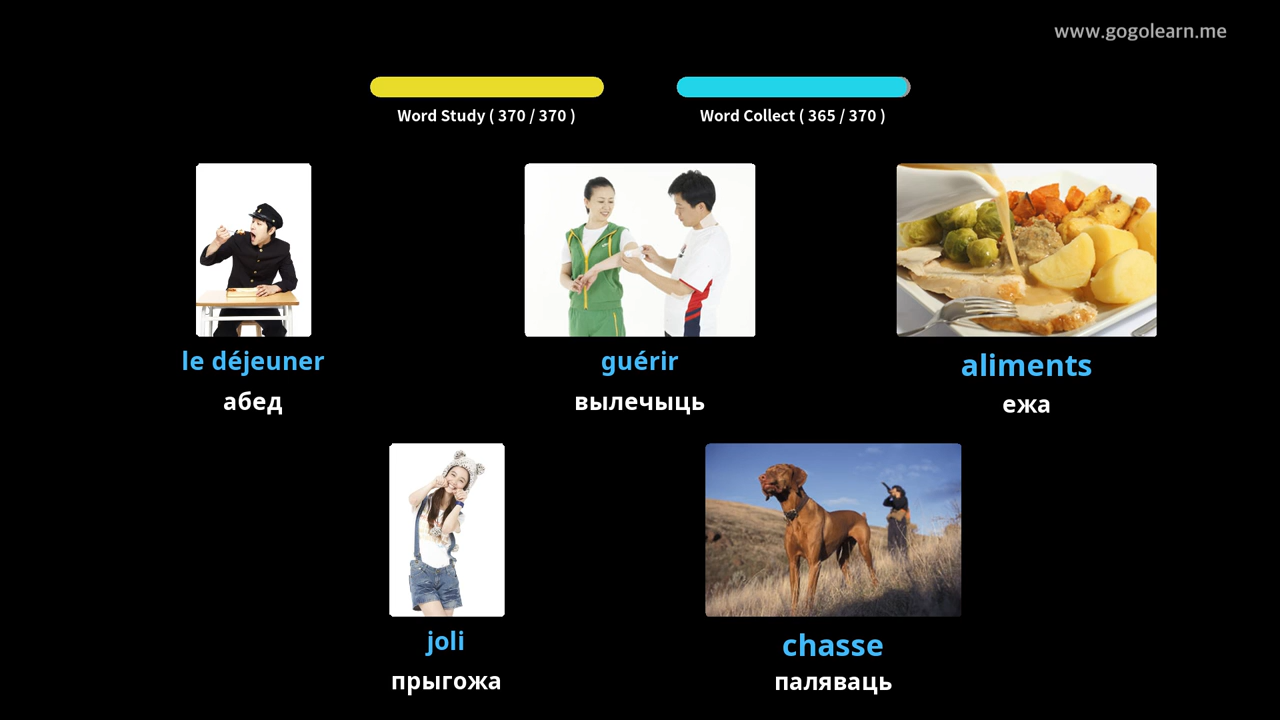 www.gogolearn.me
Word Study ( 370 / 370 )
Word Collect ( 365 / 370 )
le déjeuner
абед
guérir
вылечыць
aliments
ежа
joli
прыгожа
chasse
паляваць